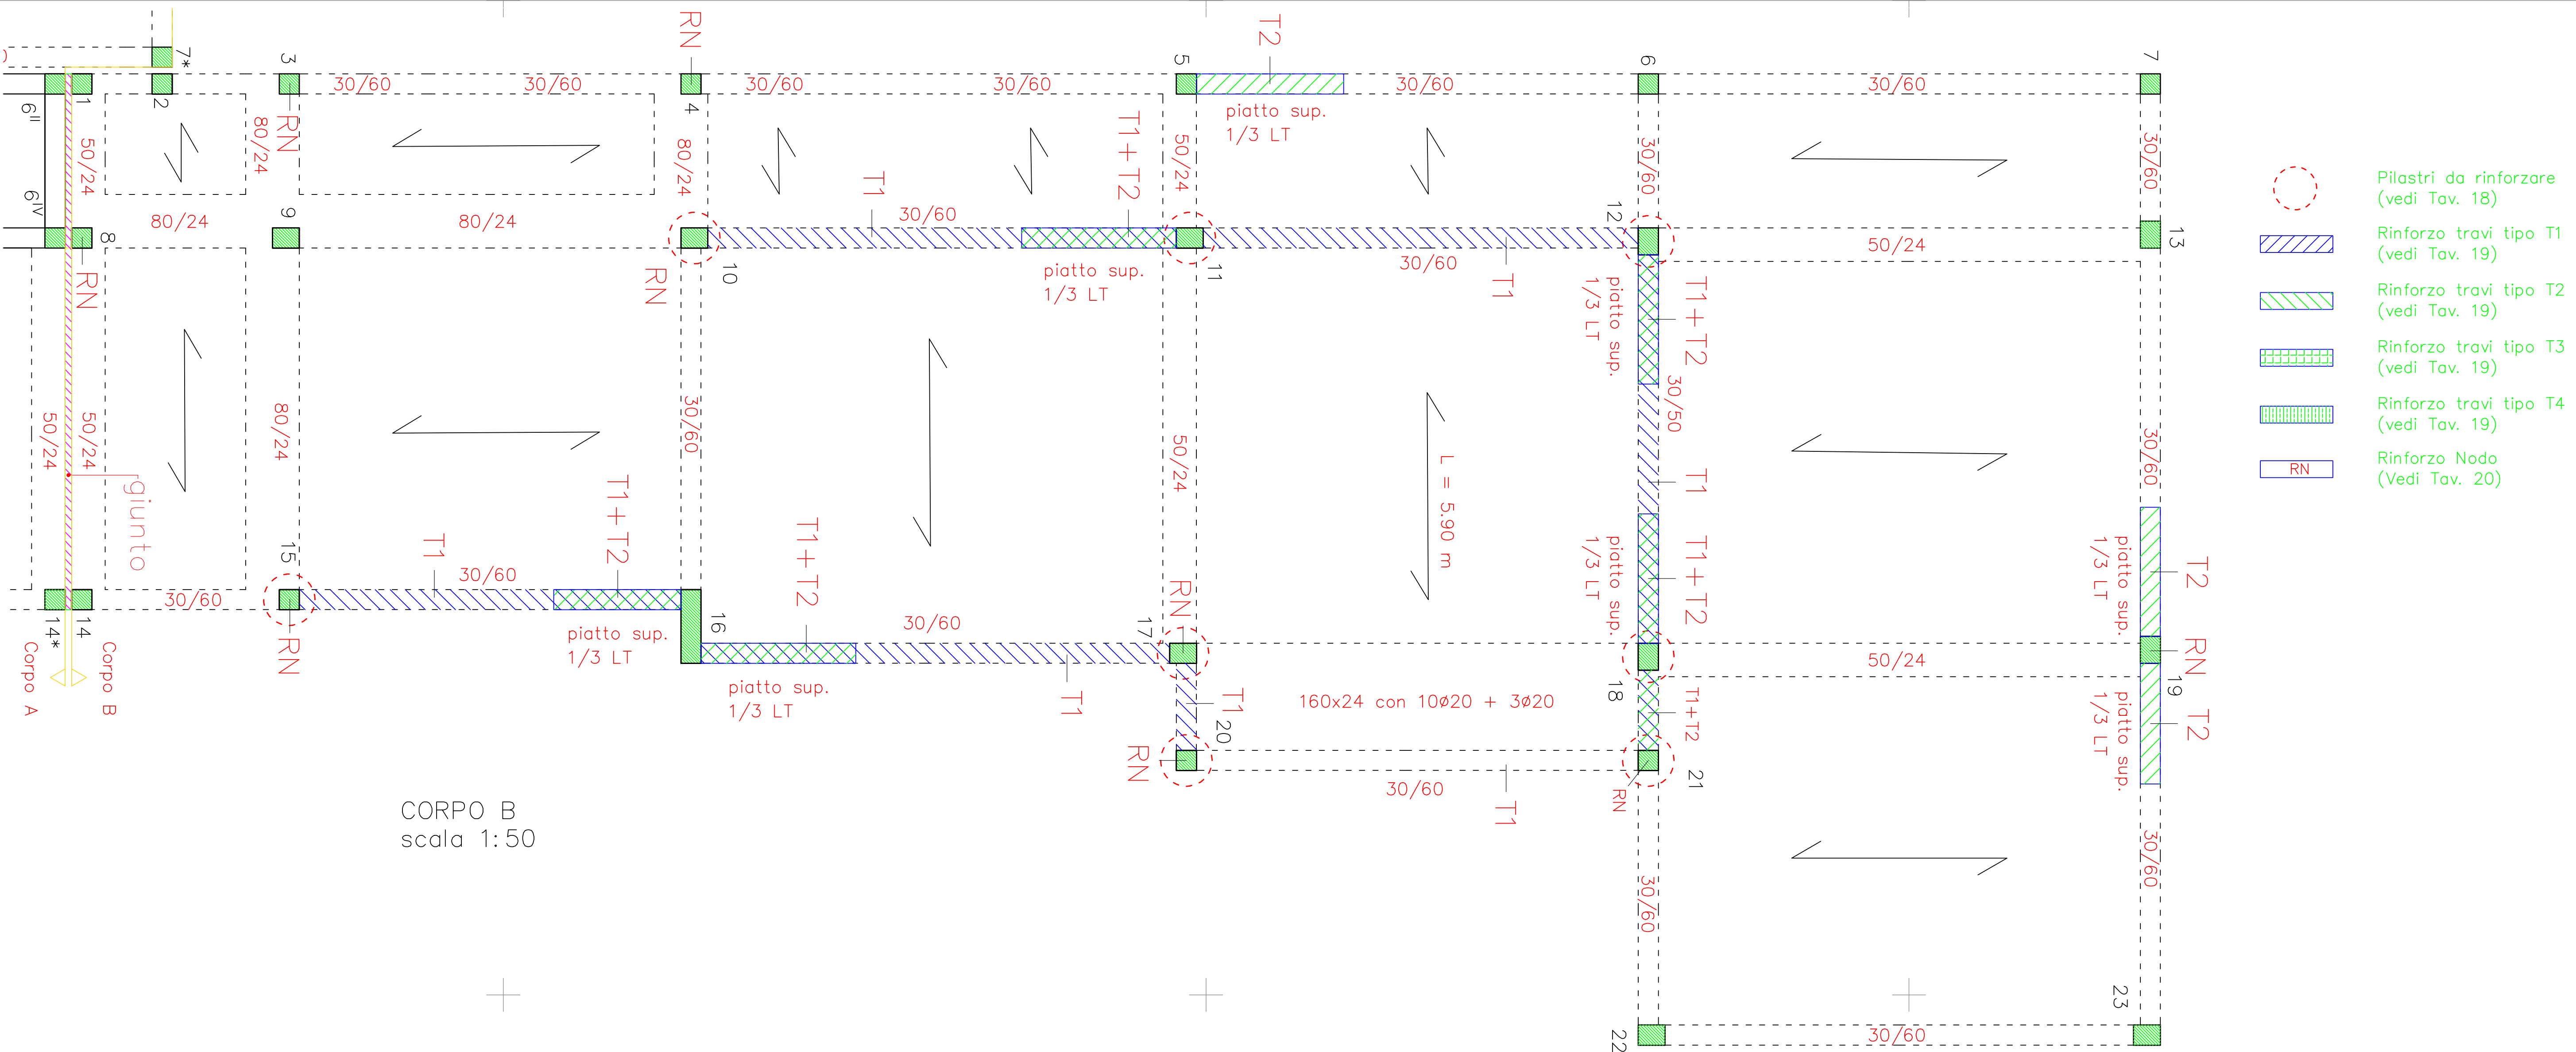 7*
3
RN
4
5
T2
6
7
1
2
6II
6IV
30/60
30/60
30/60
30/60
30/60
30/60
piatto sup.
1/3 LT
RN
80/24
50/24
80/24
T1+T2
50/24
30/60
30/60
T1
9
80/24
80/24
8
RN
30/60
12
50/24
13
10
RN
11
piatto sup.
1/3 LT
30/60
T1
piatto sup.
1/3 LT
T1+T2
30/50
50/24
50/24
giunto
80/24
30/60
50/24
L = 5.90 m
T1
30/60
piatto sup.
1/3 LT
T1+T2
piatto sup.
1/3 LT
T2
15
T1
30/60
T1+T2
T1+T2
RN
30/60
RN
piatto sup.
1/3 LT
16
30/60
17
50/24
RN
19
14*
14
Corpo A
Corpo B
piatto sup.
1/3 LT
T1
T1
20
160x24 con 10ø20 + 3ø20
18
T1+T2
piatto sup.
1/3 LT
T2
RN
30/60
T1
RN
21
CORPO B
scala 1:50
30/60
30/60
23
22
30/60
Pilastri da rinforzare
(vedi Tav. 18)
Rinforzo travi tipo T1
(vedi Tav. 19)
Rinforzo travi tipo T2
(vedi Tav. 19)
Rinforzo travi tipo T3
(vedi Tav. 19)
Rinforzo travi tipo T4
(vedi Tav. 19)
RN
Rinforzo Nodo
(Vedi Tav. 20)